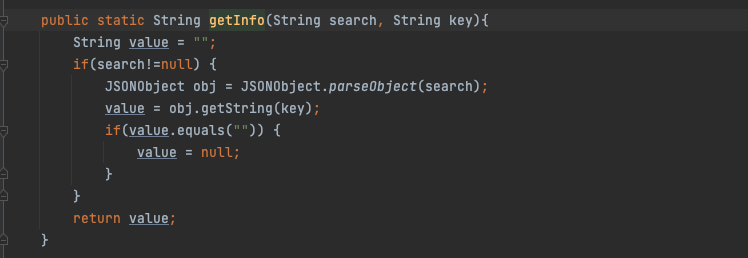 public static String getInfo(String search, String key){
String value = "";
if(search!=null) {
JSONObject obj = JSONObject.parseObject(search);
value = obj.getString(key);
if(value.equals("")) {
value = null;
}
}
return value;
}